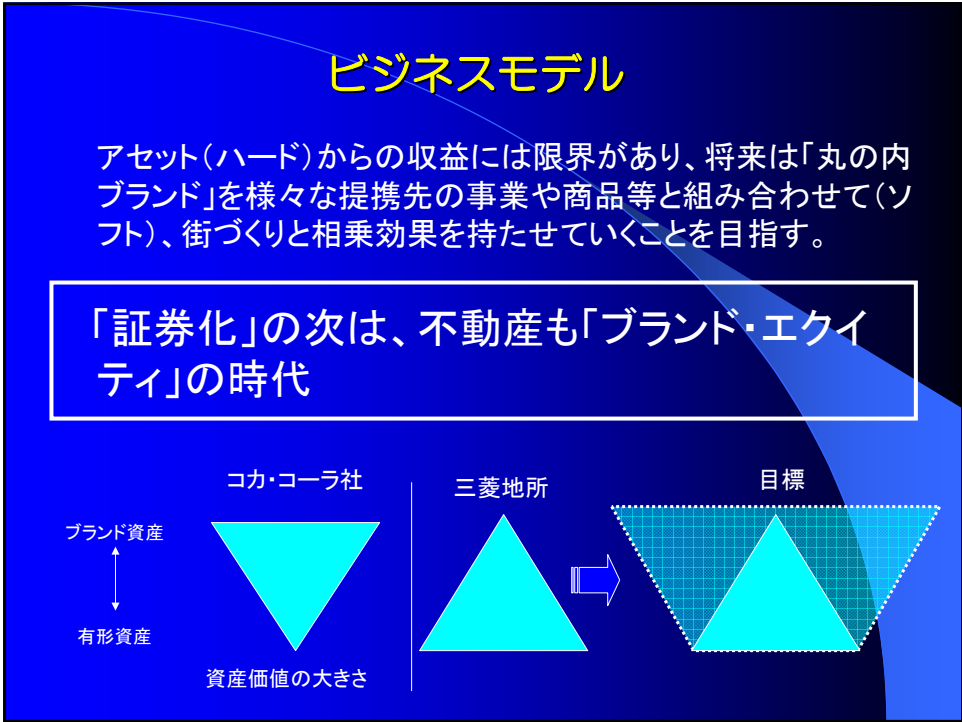 ビジネスモデル
アセット(ハード)からの収益には限界があり、将来は「丸の内
ブランド」を様々な提携先の事業や商品等と組み合わせて(ソ
フト)、街づくりと相乗効果を持たせていくことを目指す。
「証券化」の次は、不動産も「ブランド・エクイ
ティ」の時代
コカ・コーラ社
三菱地所
目標
ブランド資産
有形資産
資産価値の大きさ